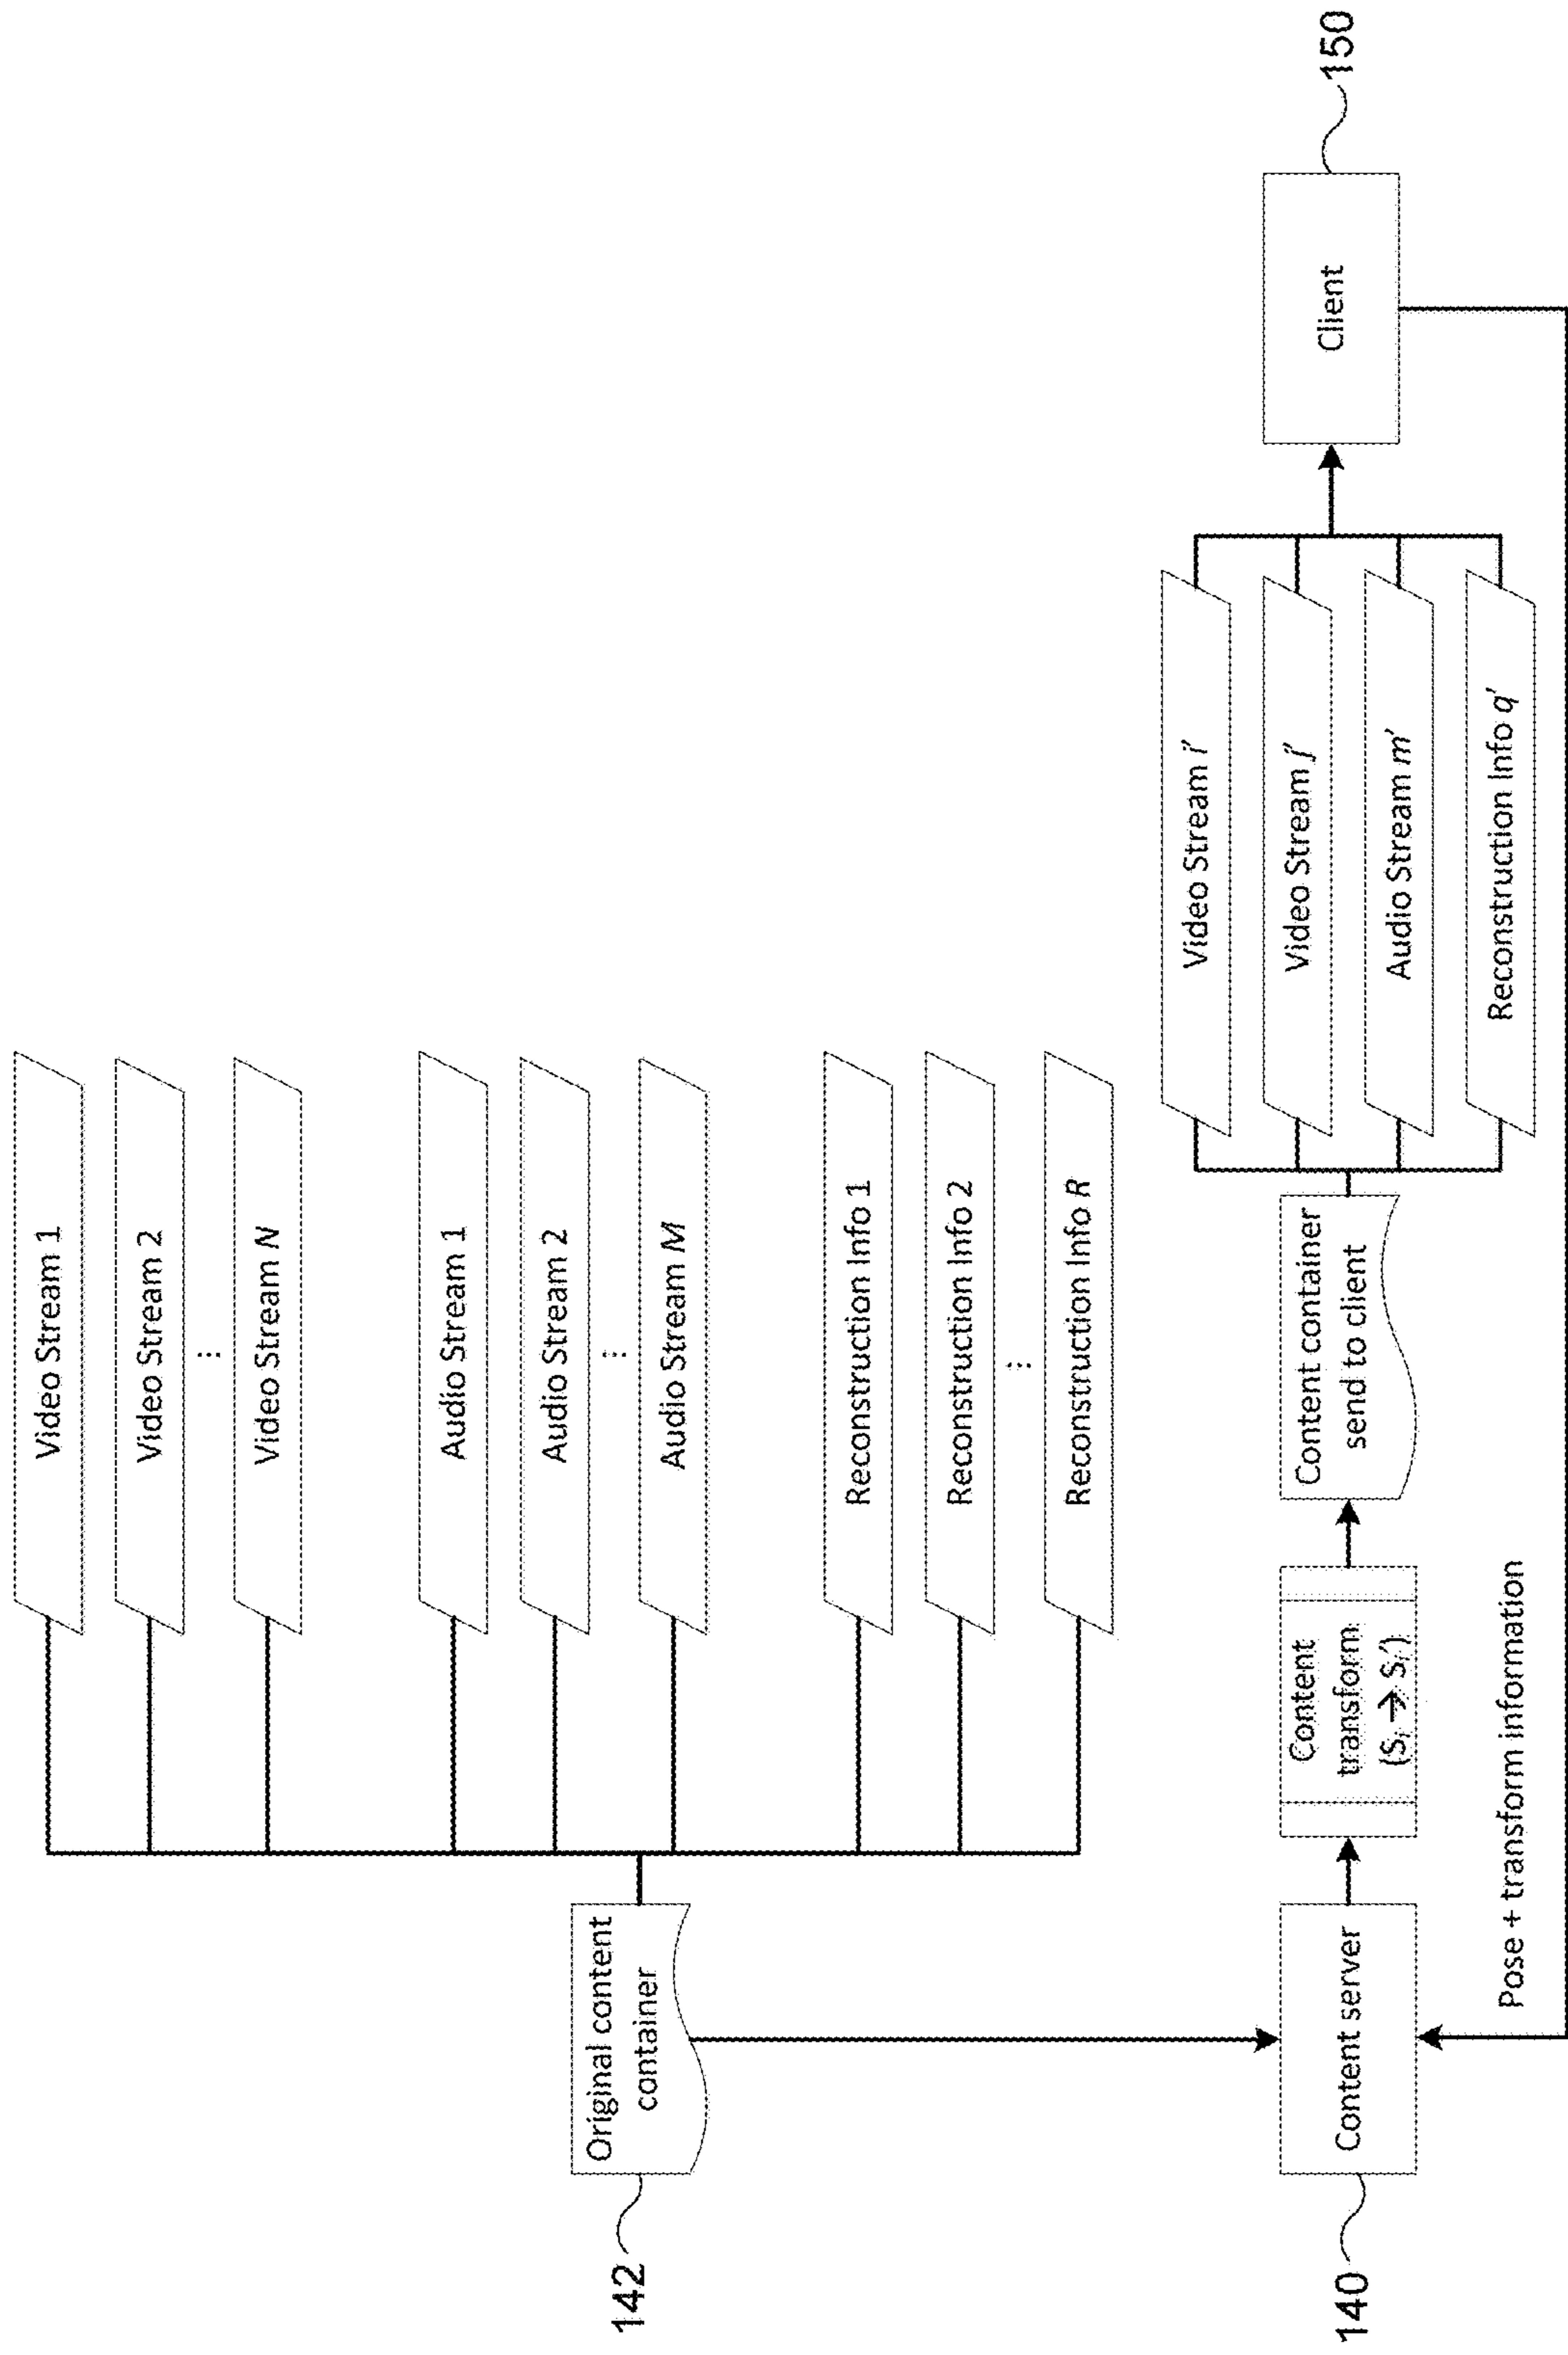 Video Stream 1
Video Stream 2
⋮
Video Stream N
Audio Stream 1
Audio Stream 2
⋮
Audio Stream M
Reconstruction Info 1
Reconstruction Info 2
⋮
Reconstruction Info R
142
Original content
container
140
Content server
Content
transform
(Sᵢ → Sᵢ')
Content container
send to client
Video Stream i'
Video Stream j'
Audio Stream m'
Reconstruction Info q'
Client
150
Pose + transform information